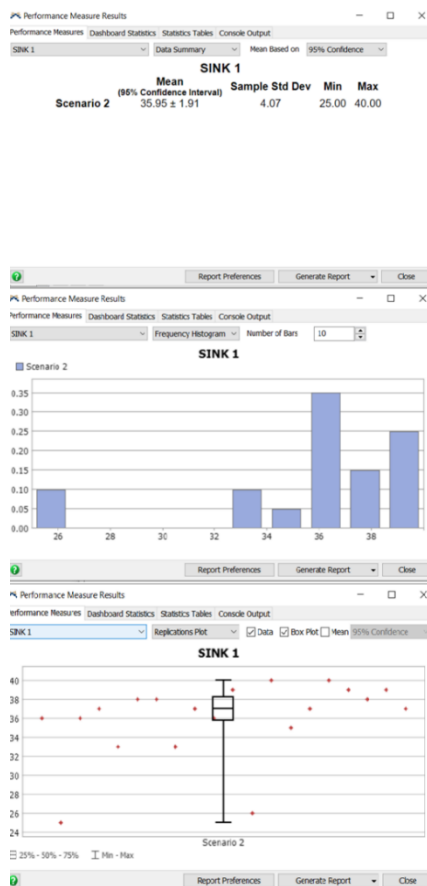 Performance Measure Results
Performance Measures Dashboard Statistics Statistics Tables Console Output
SINK 1 Data Summary Mean Based on 95% Confidence
SINK 1
Mean Sample Std Dev Min Max
(95% Confidence Interval)
Scenario 2 35.95 ± 1.91 4.07 25.00 40.00
Report Preferences Generate Report Close
Performance Measure Results
Performance Measures Dashboard Statistics Statistics Tables Console Output
SINK 1 Frequency Histogram Number of Bars 10
SINK 1
Scenario 2
0.35
0.30
0.25
0.20
0.15
0.10
0.05
0.00
26 28 30 32 34 36 38
Report Preferences Generate Report Close
Performance Measure Results
erformance Measures Dashboard Statistics Statistics Tables Console Output
SINK 1 Replications Plot Data Box Plot Mean 95% Confidence
SINK 1
40
38
36
34
32
30
28
26
24
Scenario 2
25% - 50% - 75% Min - Max
Report Preferences Generate Report Close